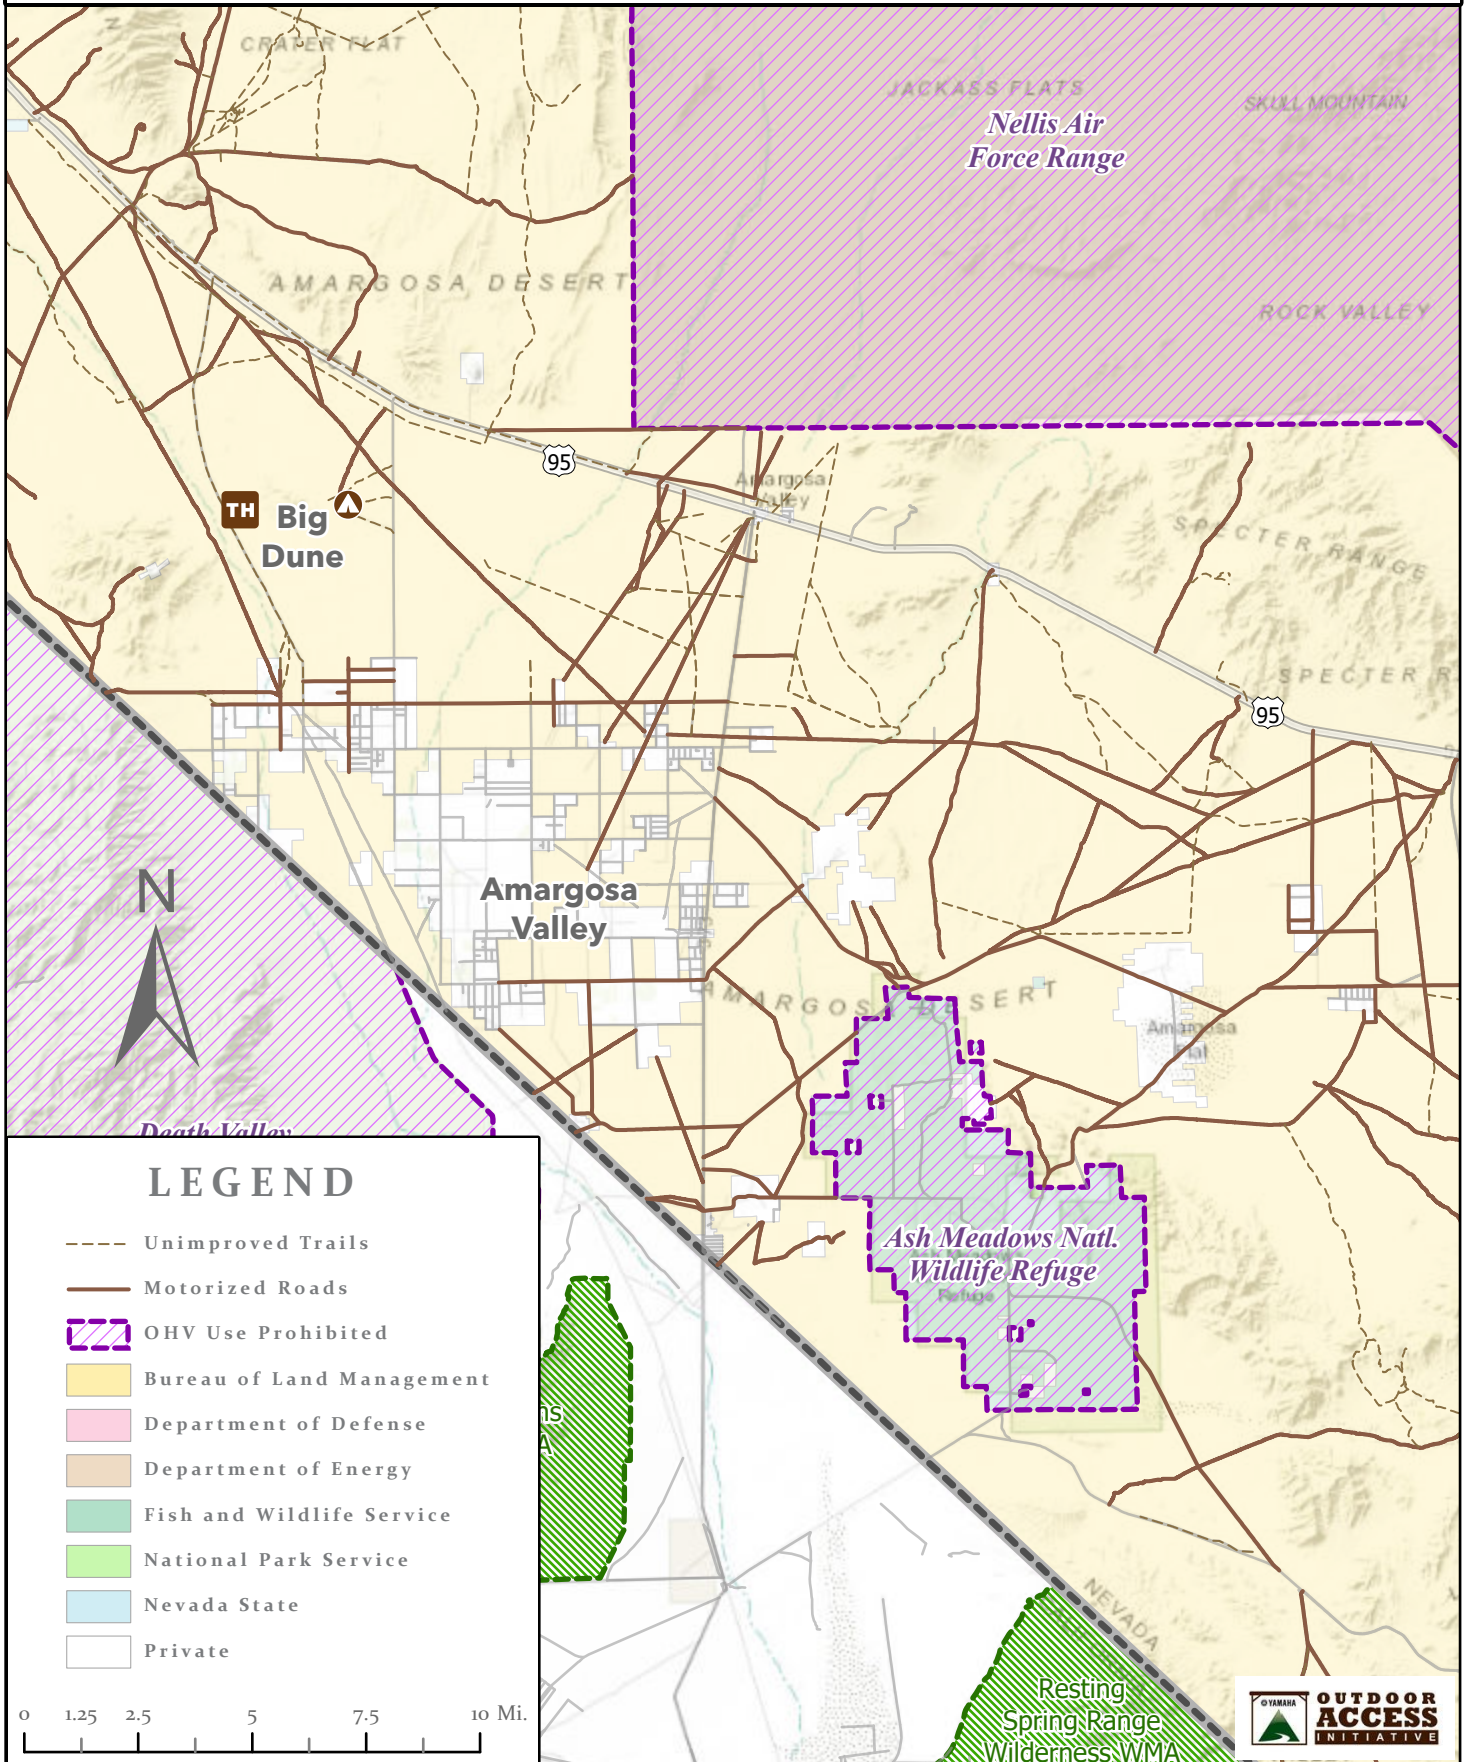 CRATER FLAT
JACKASS FLATS
SKULL MOUNTAIN
Nellis Air
Force Range
AMARGOSA DESERT
ROCK VALLEY
95
Amargosa
Valley
TH
Big
Dune
SPECTER RANGE
SPECTER R
95
N
Amargosa
Valley
AMARGOSA DESERT
Amargosa
Flat
Death Valley
Ash Meadows Natl.
Wildlife Refuge
Ash Meadows
Refuge
LEGEND
Unimproved Trails
Motorized Roads
OHV Use Prohibited
Bureau of Land Management
Department of Defense
Department of Energy
Fish and Wildlife Service
National Park Service
Nevada State
Private
0 1.25 2.5 5 7.5 10 Mi.
ns
A
NEVADA
Resting
Spring Range
Wilderness WMA
YAMAHA
OUTDOOR
ACCESS
INITIATIVE